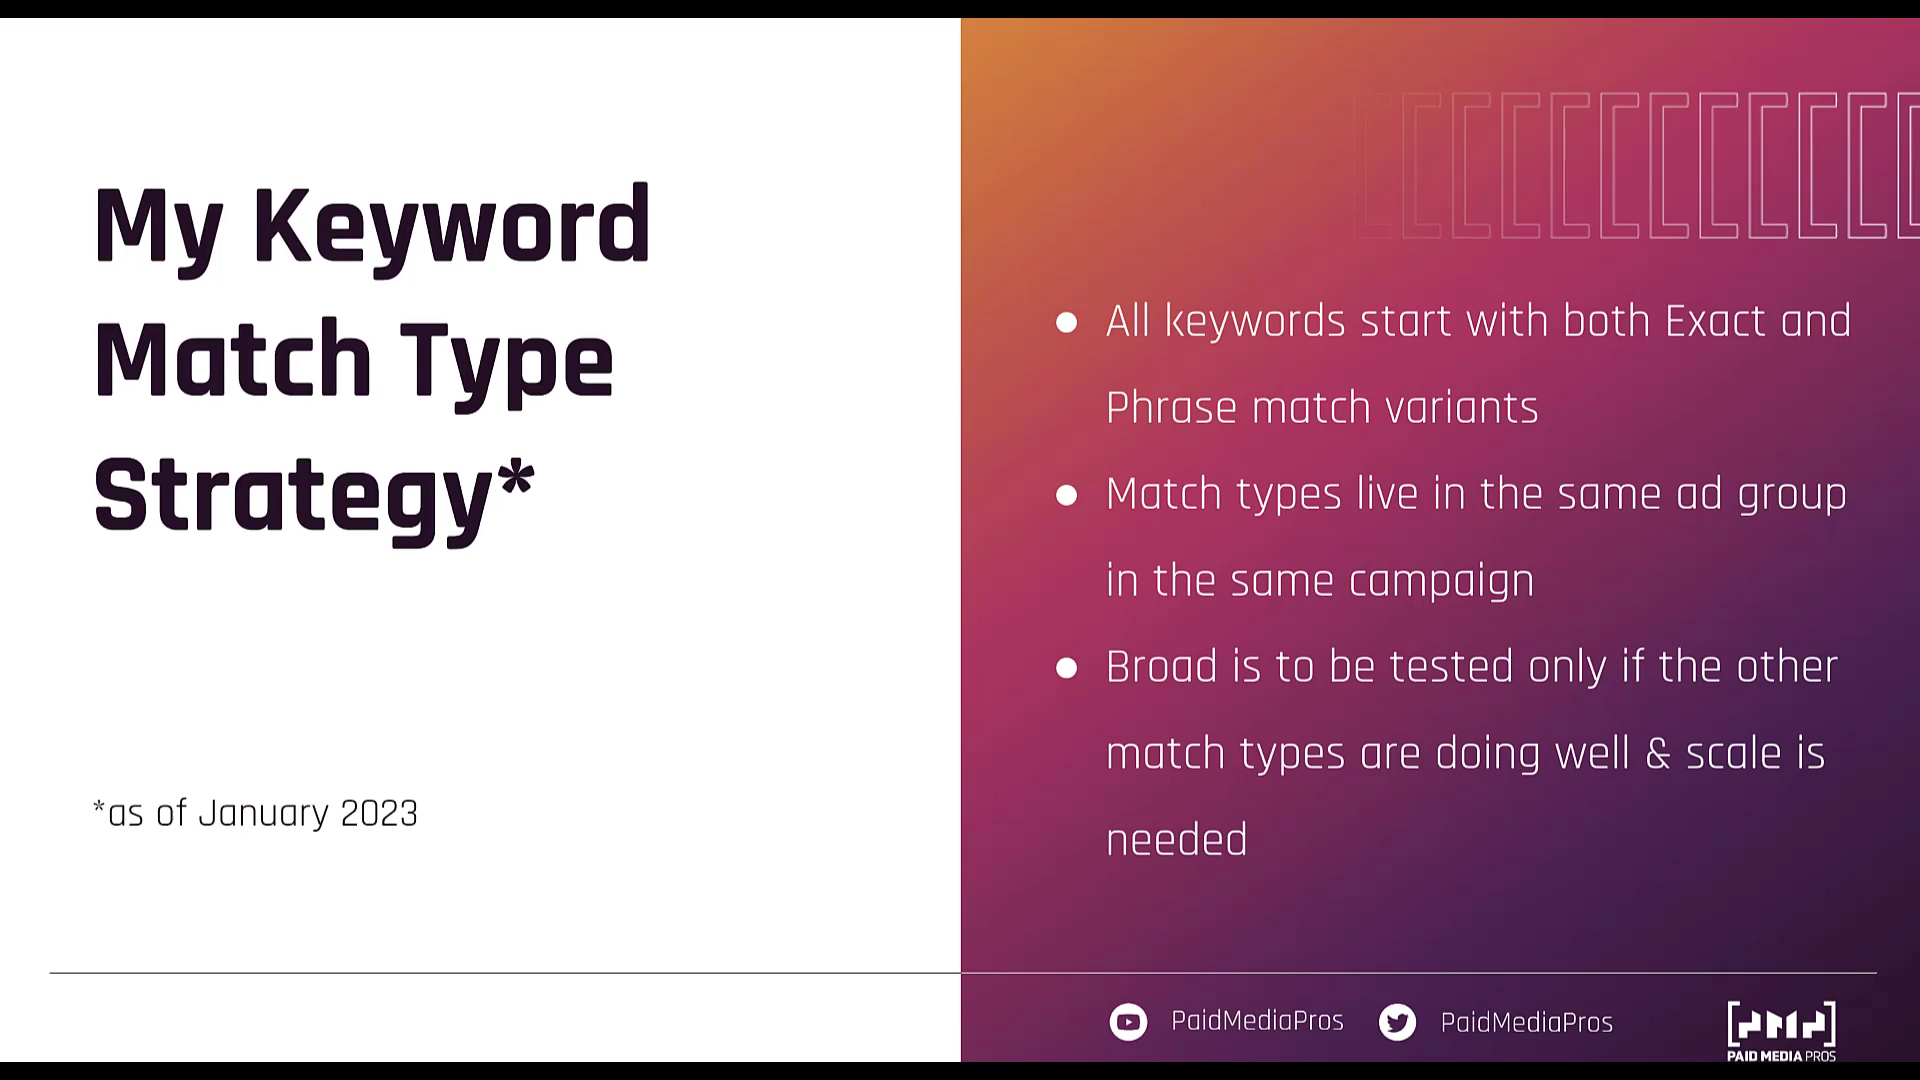 My Keyword
Match Type
Strategy*
*as of January 2023
● All keywords start with both Exact and
Phrase match variants
● Match types live in the same ad group
in the same campaign
● Broad is to be tested only if the other
match types are doing well & scale is
needed
PaidMediaPros
PaidMediaPros
[PMP]
PAID MEDIA PROS